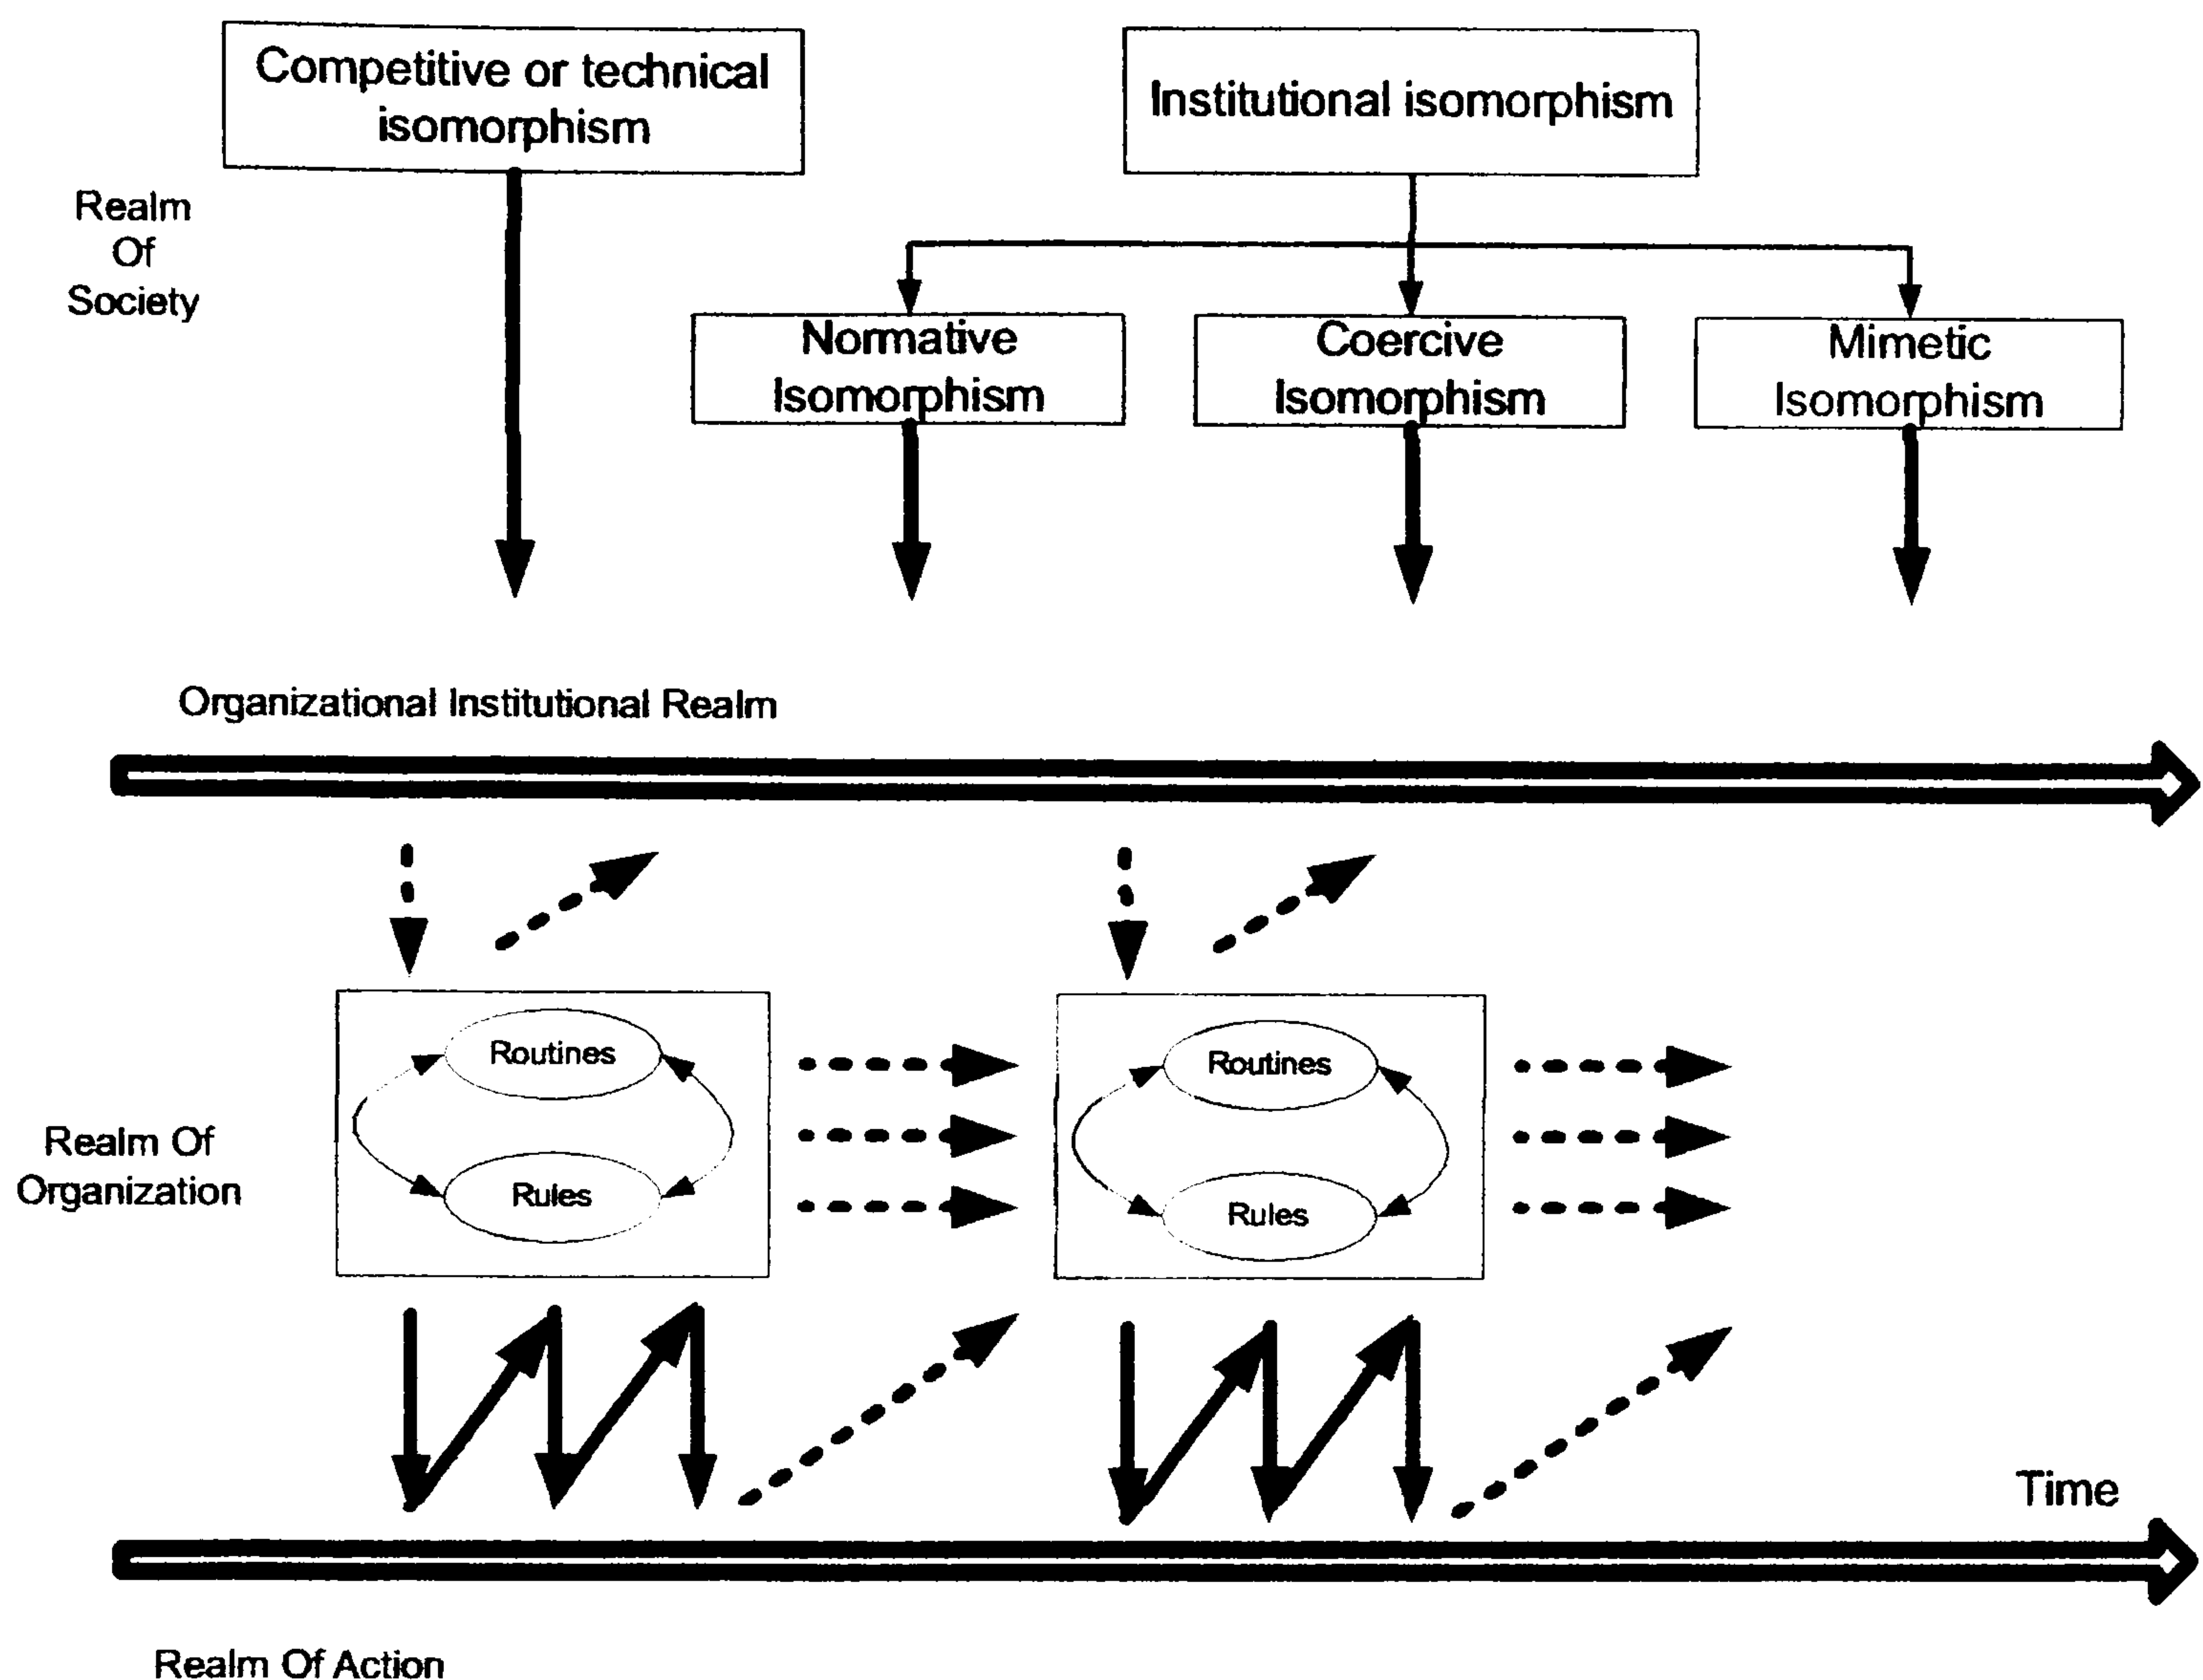 Competitive or technical
isomorphism
Institutional isomorphism
Realm
Of
Society
Normative
Isomorphism
Coercive
Isomorphism
Mimetic
Isomorphism
Organizational Institutional Realm
Routines
Rules
Routines
Rules
Realm Of
Organization
Time
Realm Of Action